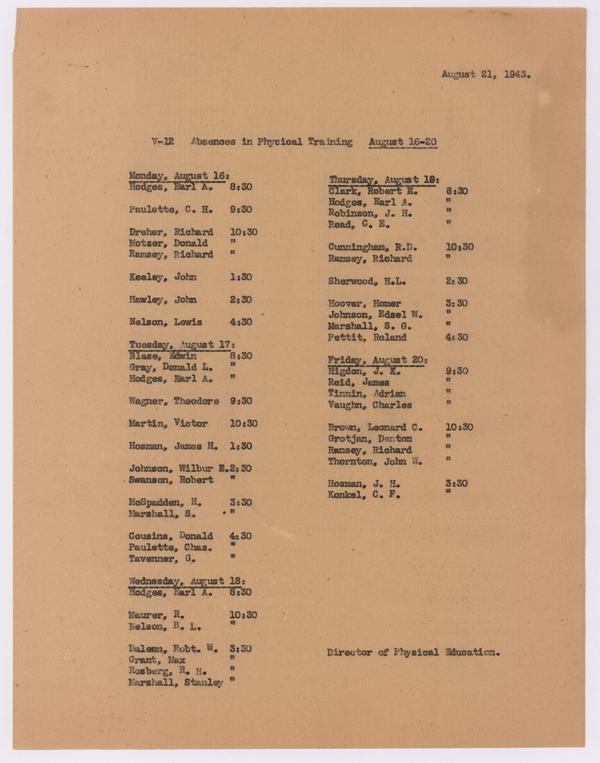 August 21, 1943.
V-12 Absences in Physical Training August 16-20
Monday, August 16:
Hodges, Earl A. 8:30
Paulette, C. H. 9:30
Dreher, Richard 10:30
Motzer, Donald "
Ramsey, Richard "
Keeley, John 1:30
Hawley, John 2:30
Nelson, Lewis 4:30
Tuesday, August 17:
Blase, Edwin 8:30
Gray, Donald L. "
Hodges, Earl A. "
Wagner, Theodore 9:30
Martin, Victor 10:30
Hosman, James H. 1:30
Johnson, Wilbur E. 2:30
Swanson, Robert "
McSpadden, H. 3:30
Marshall, S. "
Cousins, Donald 4:30
Paulette, Chas. "
Tavenner, G. "
Wednesday, August 18:
Hodges, Earl A. 8:30
Maurer, R. 10:30
Nelson, B. L. "
Daleen, Robt. W. 3:30
Grant, Max "
Rosberg, R. H. "
Marshall, Stanley "
Thursday, August 19:
Clark, Robert E. 8:30
Hodges, Earl A. "
Robinson, J. H. "
Read, C. E. "
Cunningham, R.D. 10:30
Ramsey, Richard "
Sherwood, H.L. 2:30
Hoover, Homer 3:30
Johnson, Edsel W. "
Marshall, S. G. "
Pettit, Roland 4:30
Friday, August 20:
Higdon, J. K. 9:30
Reid, James "
Tinnin, Adrian "
Vaughn, Charles "
Brown, Leonard C. 10:30
Grotjan, Denton "
Ramsey, Richard "
Thornton, John W. "
Hosman, J. H. 3:30
Konkel, C. F. "
Director of Physical Education.